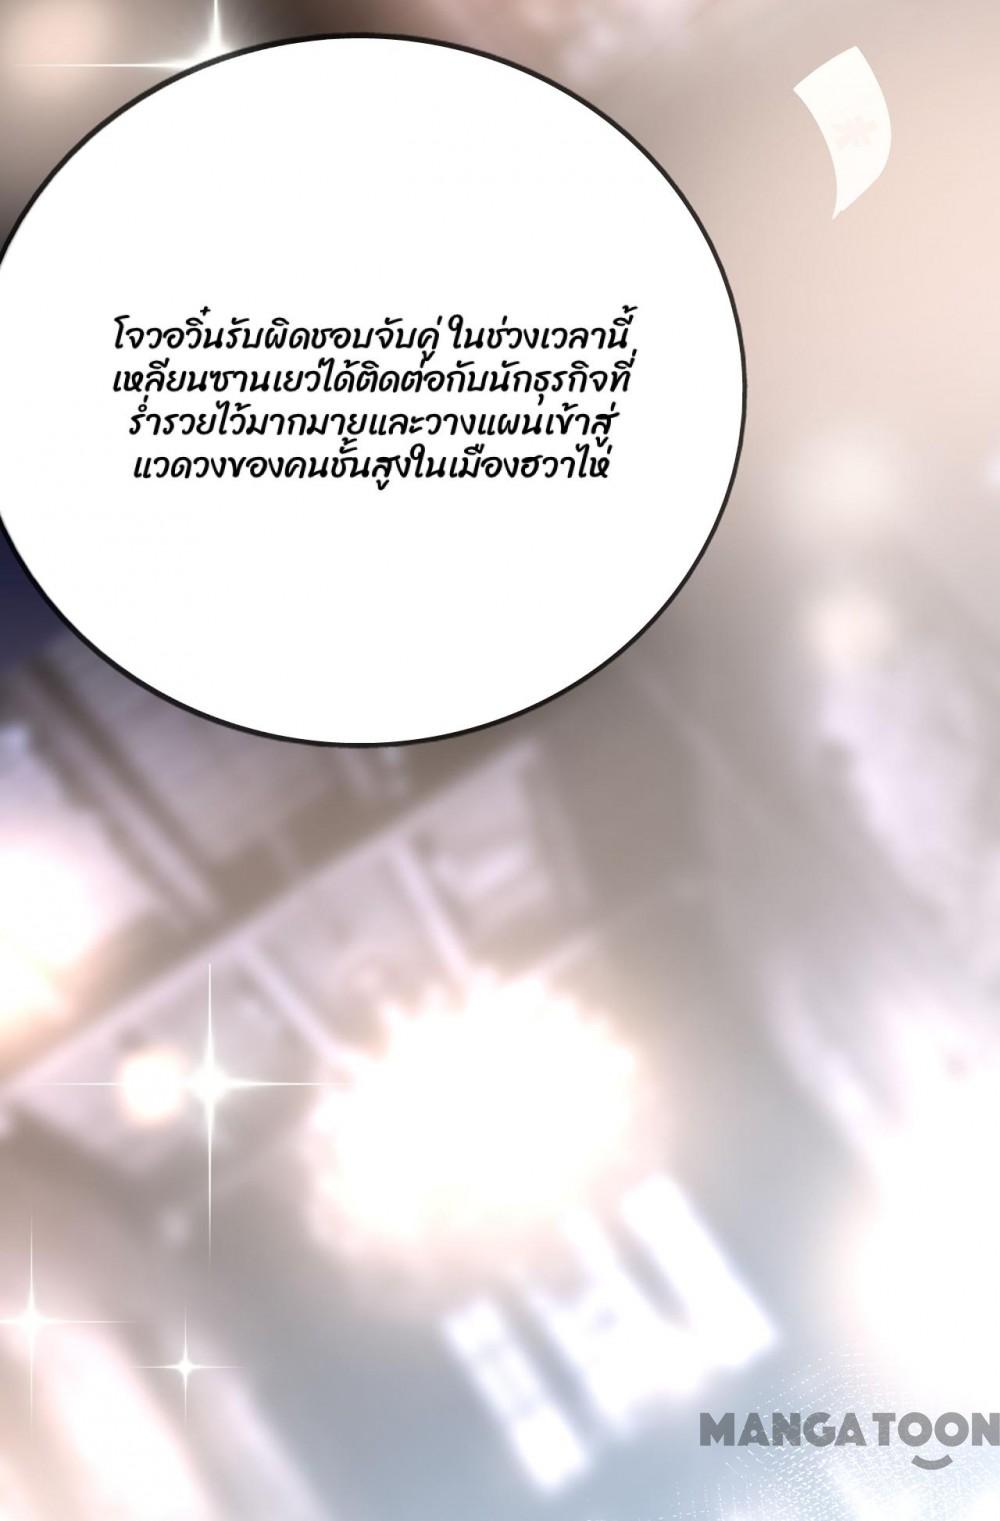 โจวอวิ๋นรับผิดชอบจับคู่ ในช่วงเวลานี้
เหลียนซานเยว่ได้ติดต่อกับนักธุรกิจที่
ร่ำรวยไว้มากมายและวางแผนเข้าสู่
แวดวงของคนชั้นสูงในเมืองฮวาไห่
MANGATOON